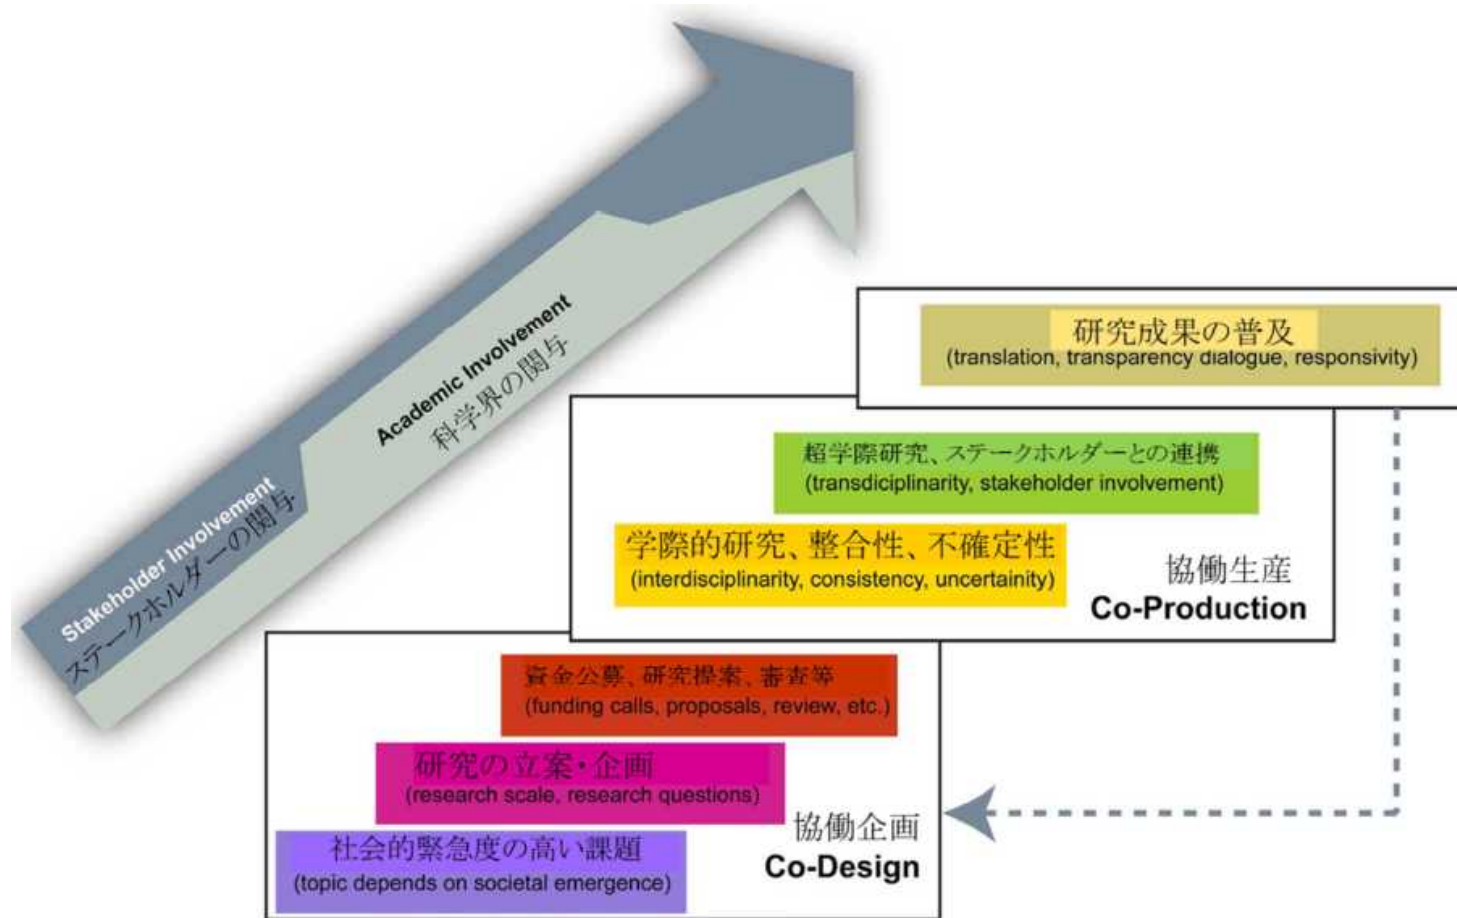 Stakeholder Involvement
ステークホルダーの関与
Academic Involvement
科学界の関与
研究成果の普及
(translation, transparency dialogue, responsivity)
超学際研究、ステークホルダーとの連携
(transdiciplinarity, stakeholder involvement)
学際的研究、整合性、不確定性
(interdisciplinarity, consistency, uncertainity)
協働生産
Co-Production
資金公募、研究提案、審査等
(funding calls, proposals, review, etc.)
研究の立案・企画
(research scale, research questions)
社会的緊急度の高い課題
(topic depends on societal emergence)
協働企画
Co-Design